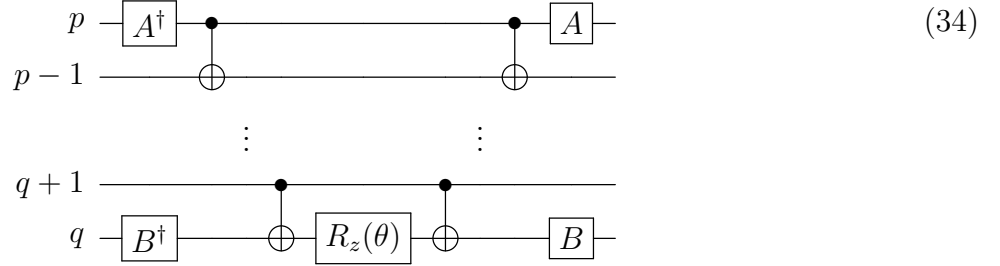 p A† A (34)
p − 1
⋮ ⋮
q + 1
q B† R_z(θ) B